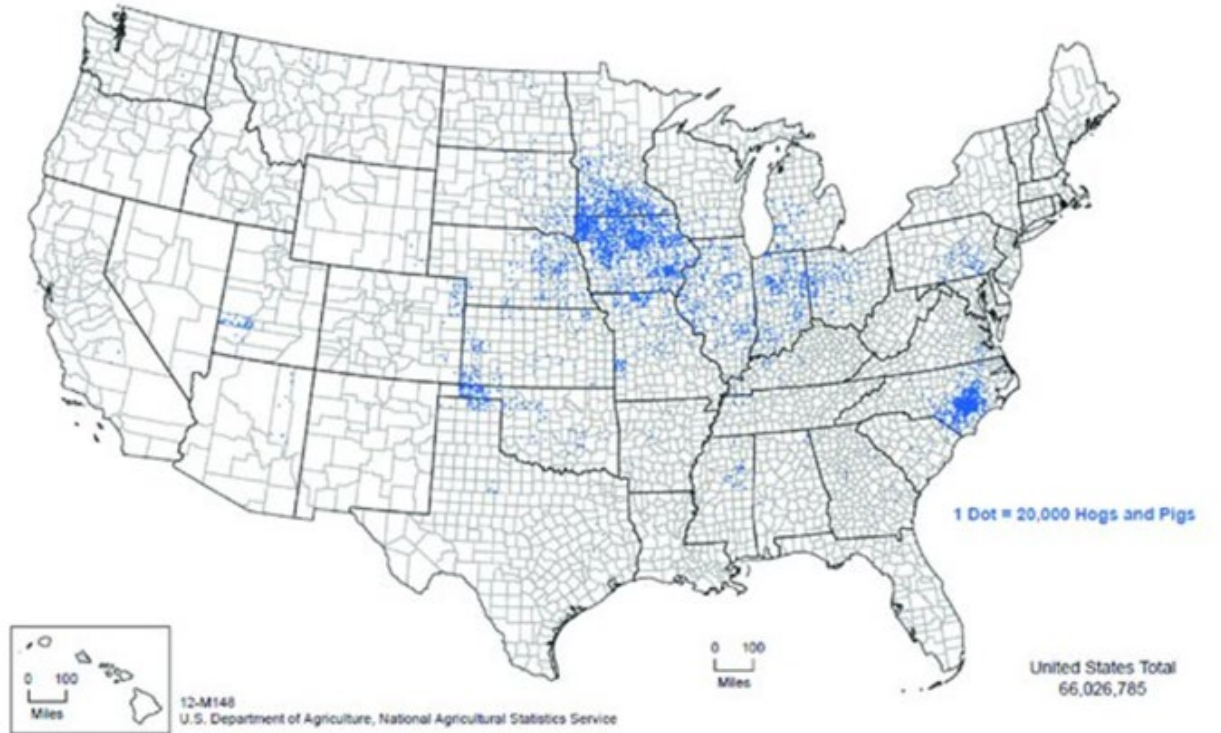 1 Dot = 20,000 Hogs and Pigs
0 100
Miles
0 100
Miles
United States Total
66,026,785
12-M148
U.S. Department of Agriculture, National Agricultural Statistics Service